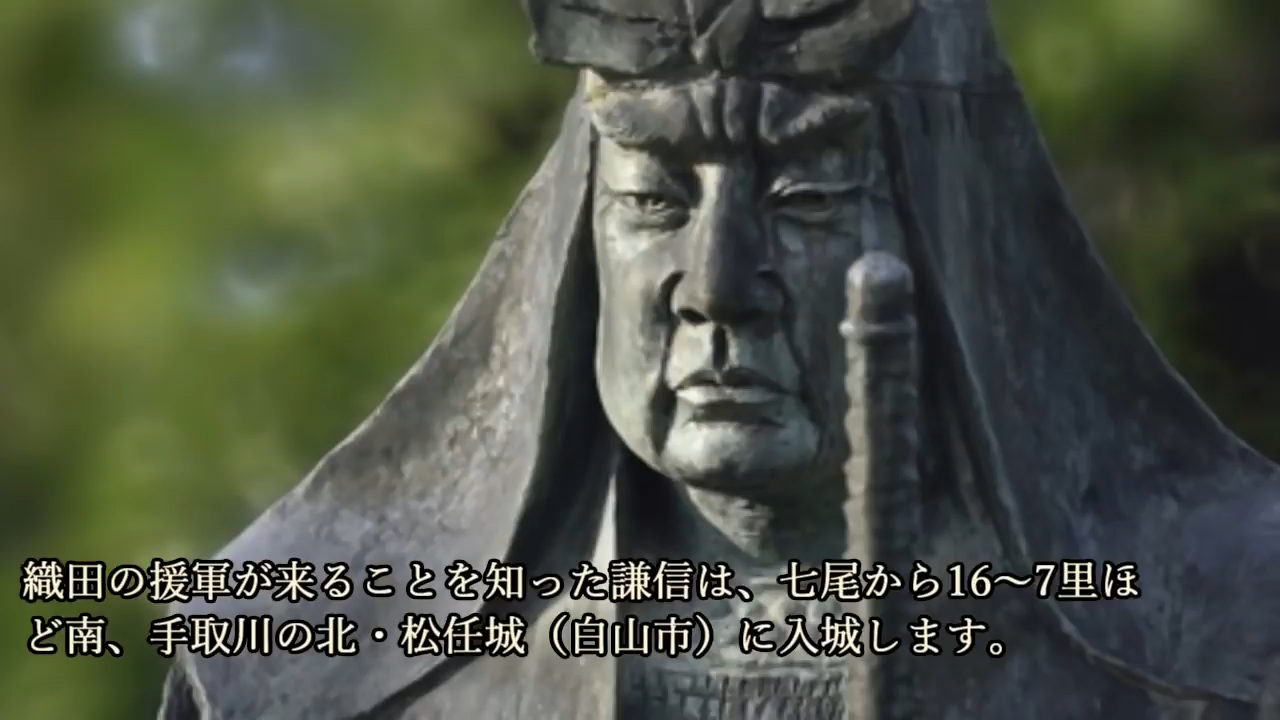 織田の援軍が来ることを知った謙信は、七尾から16〜7里ほ
ど南、手取川の北・松任城（白山市）に入城します。